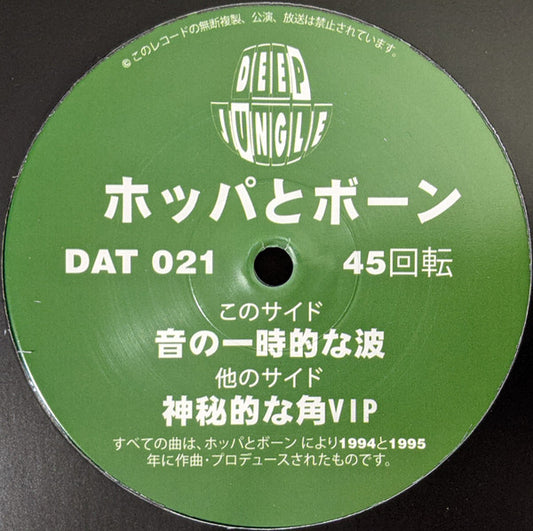 ©このレコードの無断複製、公演、放送は禁止されています。
DEEP
JUNGLE
ホッパとボーン
DAT 021
45回転
このサイド
音の一時的な波
他のサイド
神秘的な角VIP
すべての曲は、ホッパとボーン により1994と1995
年に作曲・プロデュースされたものです。